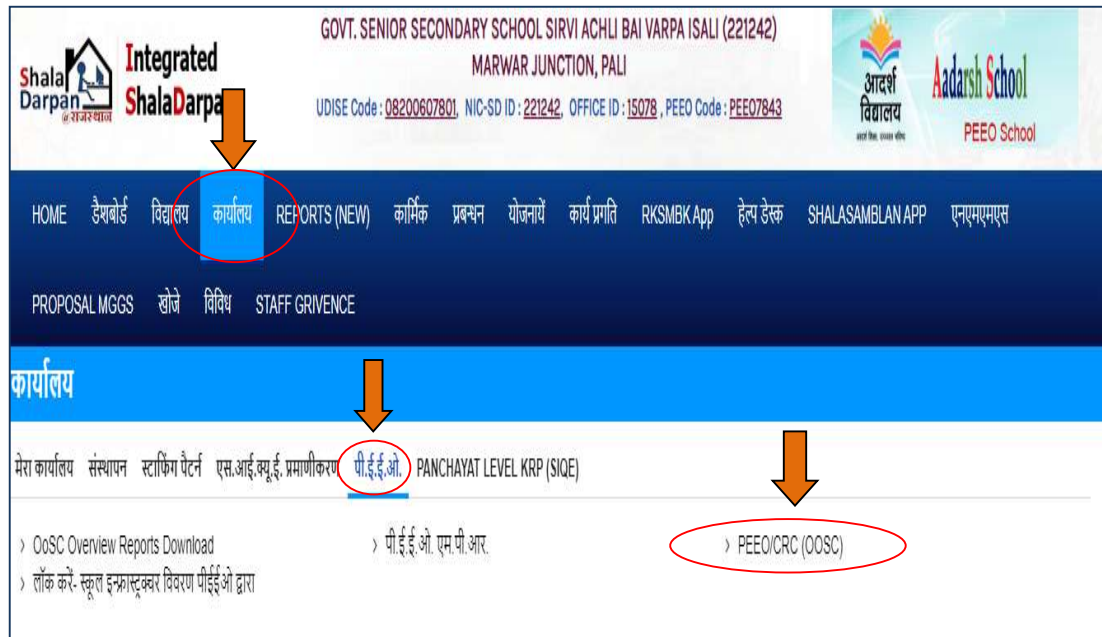 GOVT. SENIOR SECONDARY SCHOOL SIRVI ACHLI BAI VARPA ISALI (221242)
MARWAR JUNCTION, PALI
UDISE Code : 08200607801, NIC-SD ID : 221242, OFFICE ID : 15078 , PEEO Code : PEEO7843
Shala
Darpan
@राजस्थान
Integrated
ShalaDarpa
आदर्श
विद्यालय
Aadarsh School
PEEO School
HOME डैशबोर्ड विद्यालय कार्यालय REPORTS (NEW) कार्मिक प्रबन्धन योजनायें कार्य प्रगति RKSMBK App हेल्प डेस्क SHALASAMBLAN APP एनएमएमएस
PROPOSAL MGGS खोजे विविध STAFF GRIVENCE
कार्यालय
मेरा कार्यालय संस्थापन स्टाफिंग पैटर्न एस.आई.क्यू.ई. प्रमाणीकरण पी.ई.ई.ओ. PANCHAYAT LEVEL KRP (SIQE)
› OoSC Overview Reports Download › पी.ई.ई.ओ. एम.पी.आर. › PEEO/CRC (OOSC)
› लॉक करें- स्कूल इन्फ्रास्ट्रक्चर विवरण पीईईओ द्वारा